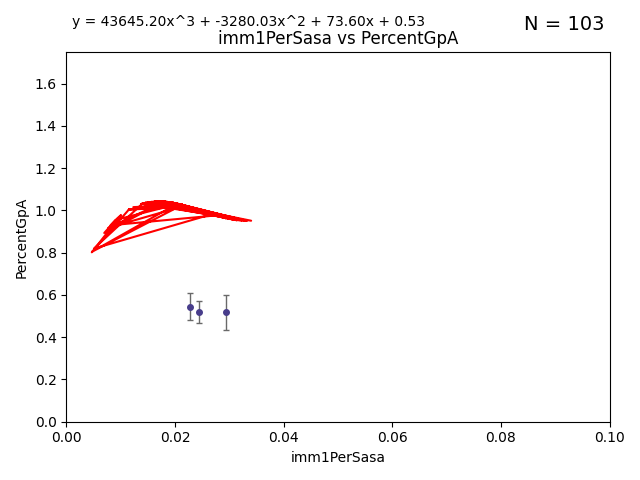 y = 43645.20x^3 + -3280.03x^2 + 73.60x + 0.53
N = 103
imm1PerSasa vs PercentGpA
1.6
1.4
1.2
1.0
0.8
0.6
0.4
0.2
0.0
PercentGpA
0.00 0.02 0.04 0.06 0.08 0.10
imm1PerSasa